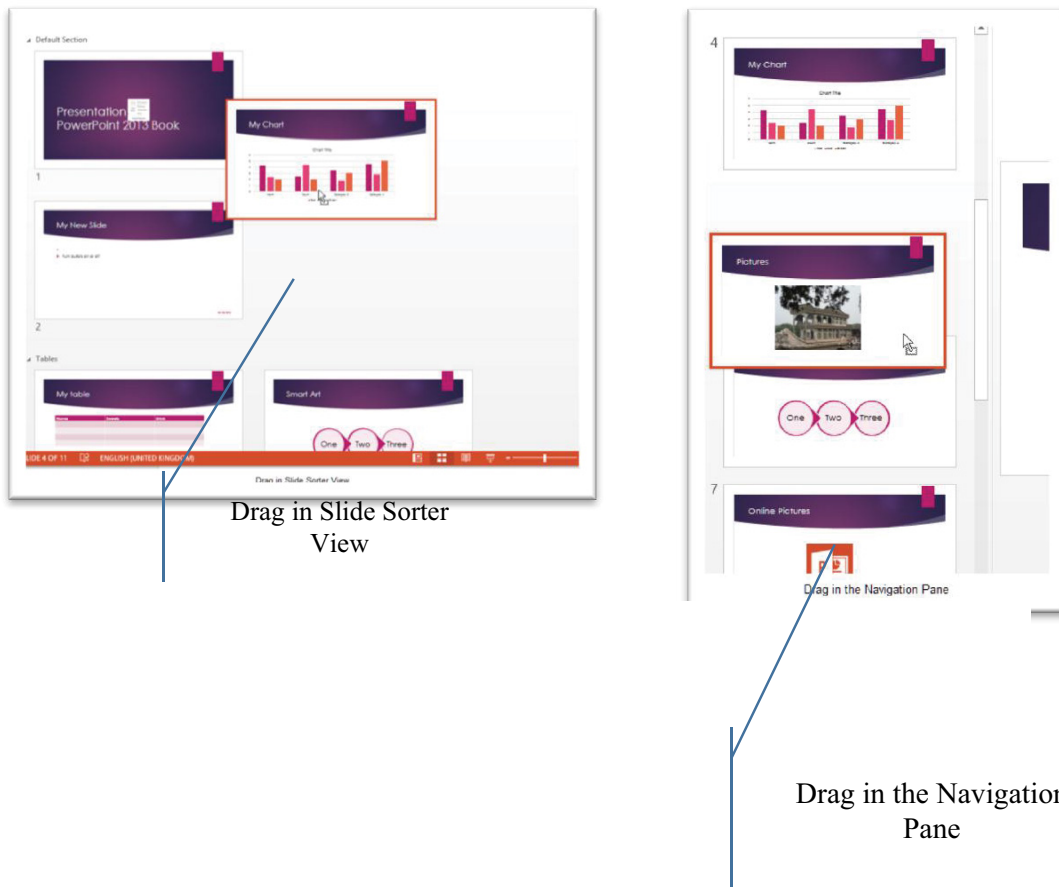 Default Section
Presentation
PowerPoint 2013 Book
1
My Chart
Chart Title
My New Slide
2
Tables
My table
Smart Art
One Two Three
SLIDE 4 OF 11 ENGLISH (UNITED KINGDOM)
Drag in Slide Sorter View
Drag in Slide Sorter
View
4
My Chart
Chart Title
Pictures
One Two Three
7
Online Pictures
Drag in the Navigation Pane
Drag in the Navigation
Pane